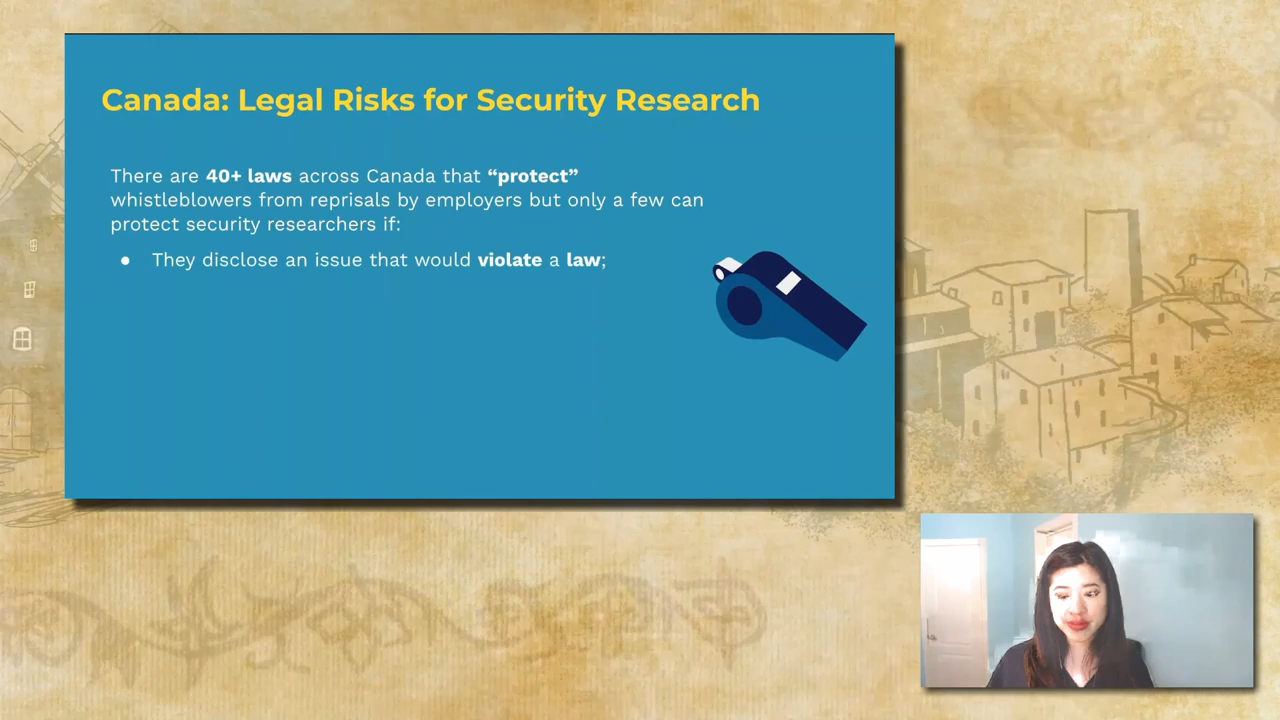 Canada: Legal Risks for Security Research
There are 40+ laws across Canada that “protect”
whistleblowers from reprisals by employers but only a few can
protect security researchers if:
● They disclose an issue that would violate a law;